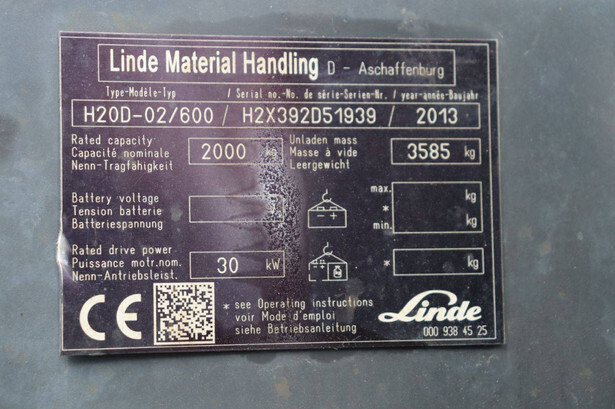 Linde Material Handling D - Aschaffenburg
Type-Modèle-Typ / Serial no.-No. de série-Serien-Nr. / year-année-Baujahr
H20D-02/600 / H2X392D51939 / 2013
Rated capacity
Capacité nominale
Nenn-Tragfähigkeit
2000 kg
Unladen mass
Masse à vide
Leergewicht
3585 kg
Battery voltage
Tension batterie
Batteriespannung
- +
max.
*
min.
kg
kg
Rated drive power
Puissance motr.nom.
Nenn-Antriebsleist.
30 kW
* kg
CE
* see Operating instructions
voir Mode d'emploi
siehe Betriebsanleitung
Linde
000 938 45 25